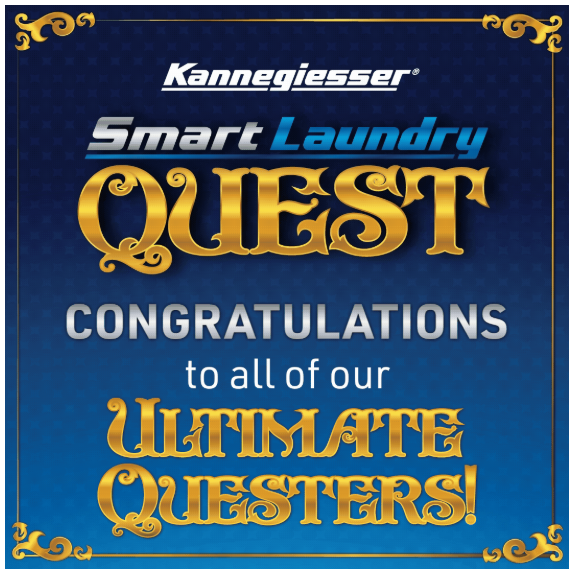 Kannegiesser®
Smart Laundry
QUEST
CONGRATULATIONS
to all of our
ULTIMATE
QUESTERS!